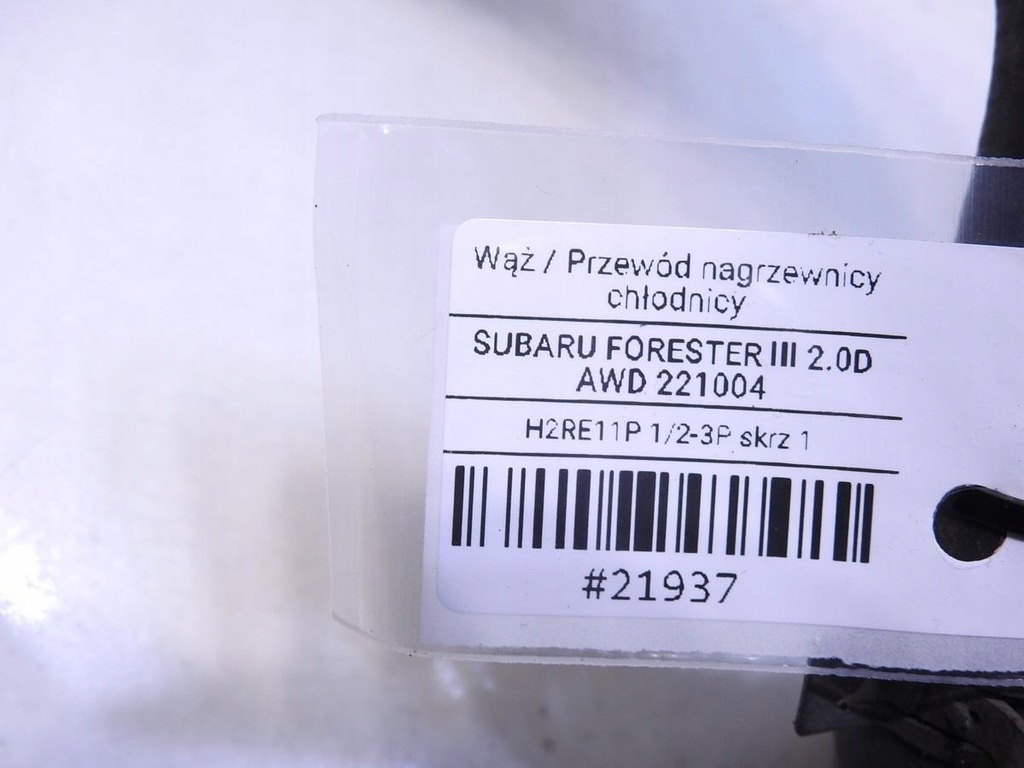 Wąż / Przewód nagrzewnicy
chłodnicy
SUBARU FORESTER III 2.0D
AWD 221004
H2RE11P 1/2-3P skrz 1
#21937